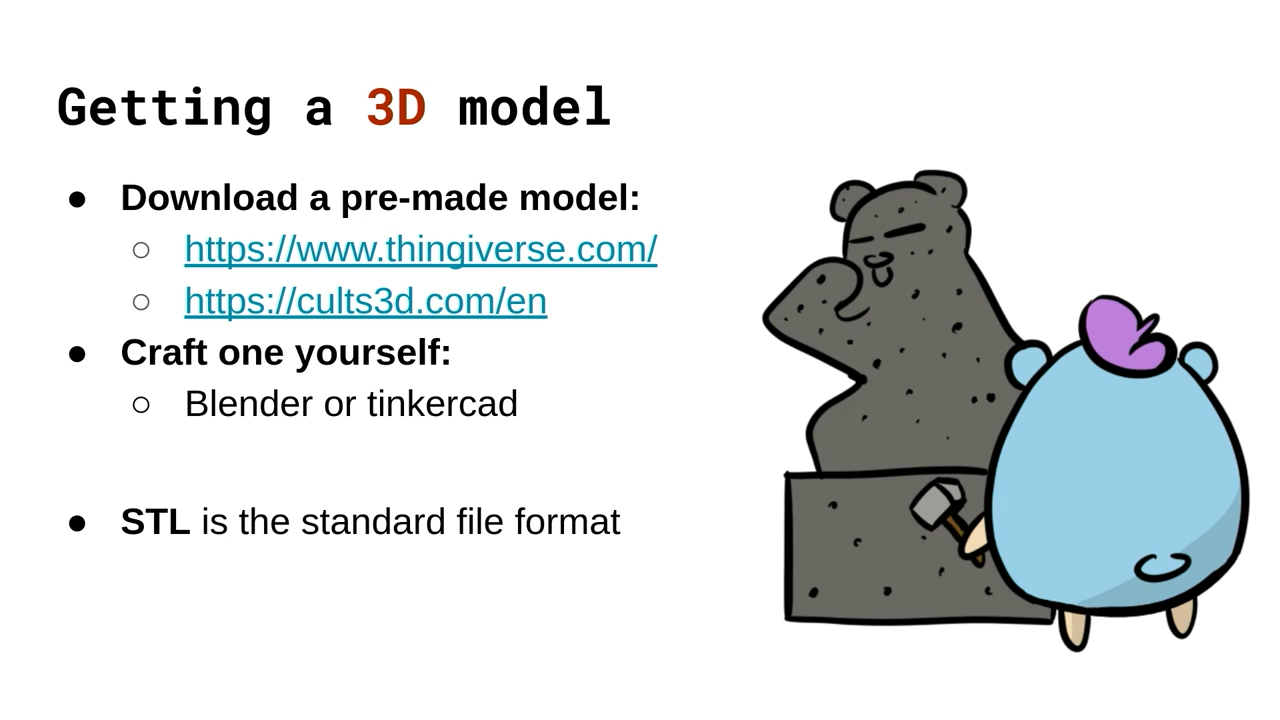 Getting a 3D model
● Download a pre-made model:
○ https://www.thingiverse.com/
○ https://cults3d.com/en
● Craft one yourself:
○ Blender or tinkercad
● STL is the standard file format